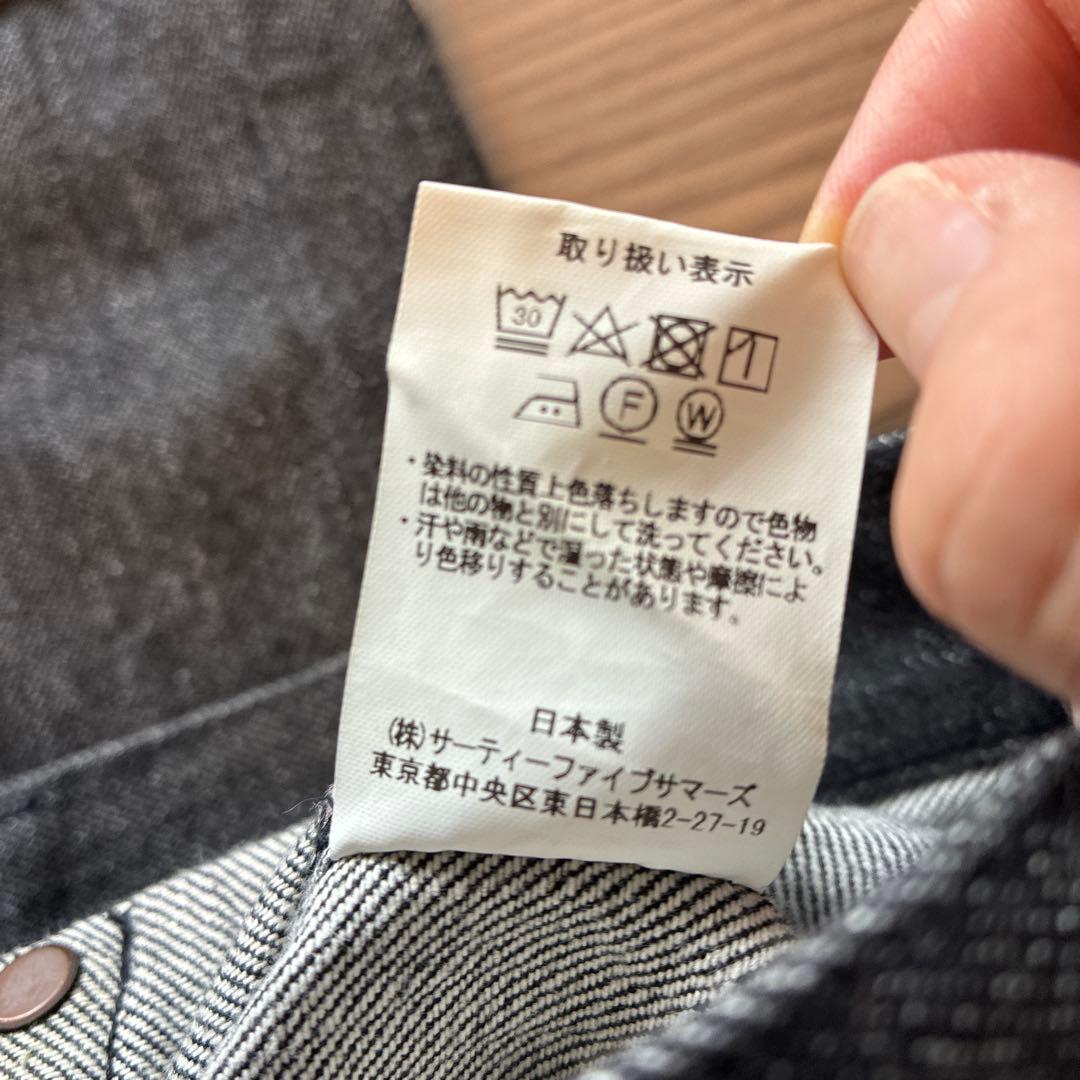 取り扱い表示
30
F W
・染料の性質上色落ちしますので色物
は他の物と別にして洗ってください。
・汗や雨などで湿った状態や摩擦によ
り色移りすることがあります。
日本製
(株)サーティーファイブサマーズ
東京都中央区東日本橋2-27-19